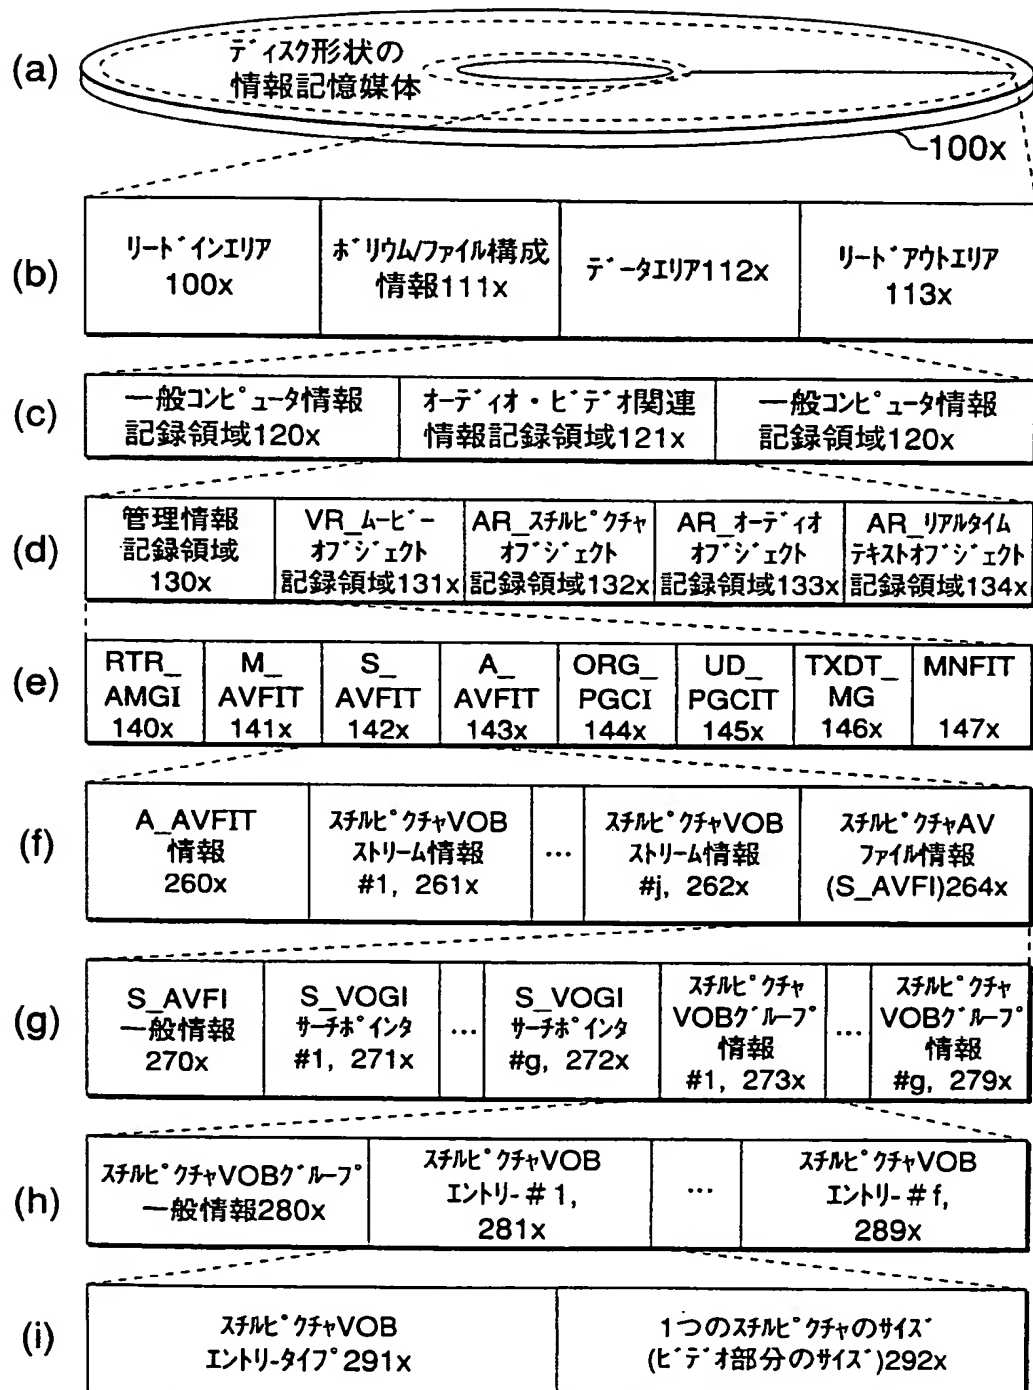 (a)
ディスク形状の
情報記憶媒体
100x
(b)
リードインエリア
100x
ボリウム/ファイル構成
情報111x
データエリア112x
リードアウトエリア
113x
(c)
一般コンピュータ情報
記録領域120x
オーディオ・ビデオ関連
情報記録領域121x
一般コンピュータ情報
記録領域120x
(d)
管理情報
記録領域
130x
VR_ムービー
オブジェクト
記録領域131x
AR_スチルピクチャ
オブジェクト
記録領域132x
AR_オーディオ
オブジェクト
記録領域133x
AR_リアルタイム
テキストオブジェクト
記録領域134x
(e)
RTR_
AMGI
140x
M_
AVFIT
141x
S_
AVFIT
142x
A_
AVFIT
143x
ORG_
PGCI
144x
UD_
PGCIT
145x
TXDT_
MG
146x
MNFIT
147x
(f)
A_AVFIT
情報
260x
スチルピクチャVOB
ストリーム情報
#1, 261x
...
スチルピクチャVOB
ストリーム情報
#j, 262x
スチルピクチャAV
ファイル情報
(S_AVFI)264x
(g)
S_AVFI
一般情報
270x
S_VOGI
サーチポインタ
#1, 271x
...
S_VOGI
サーチポインタ
#g, 272x
スチルピクチャ
VOBグループ
情報
#1, 273x
...
スチルピクチャ
VOBグループ
情報
#g, 279x
(h)
スチルピクチャVOBグループ
一般情報280x
スチルピクチャVOB
エントリー#1,
281x
...
スチルピクチャVOB
エントリー#f,
289x
(i)
スチルピクチャVOB
エントリータイプ291x
1つのスチルピクチャのサイズ
(ビデオ部分のサイズ)292x